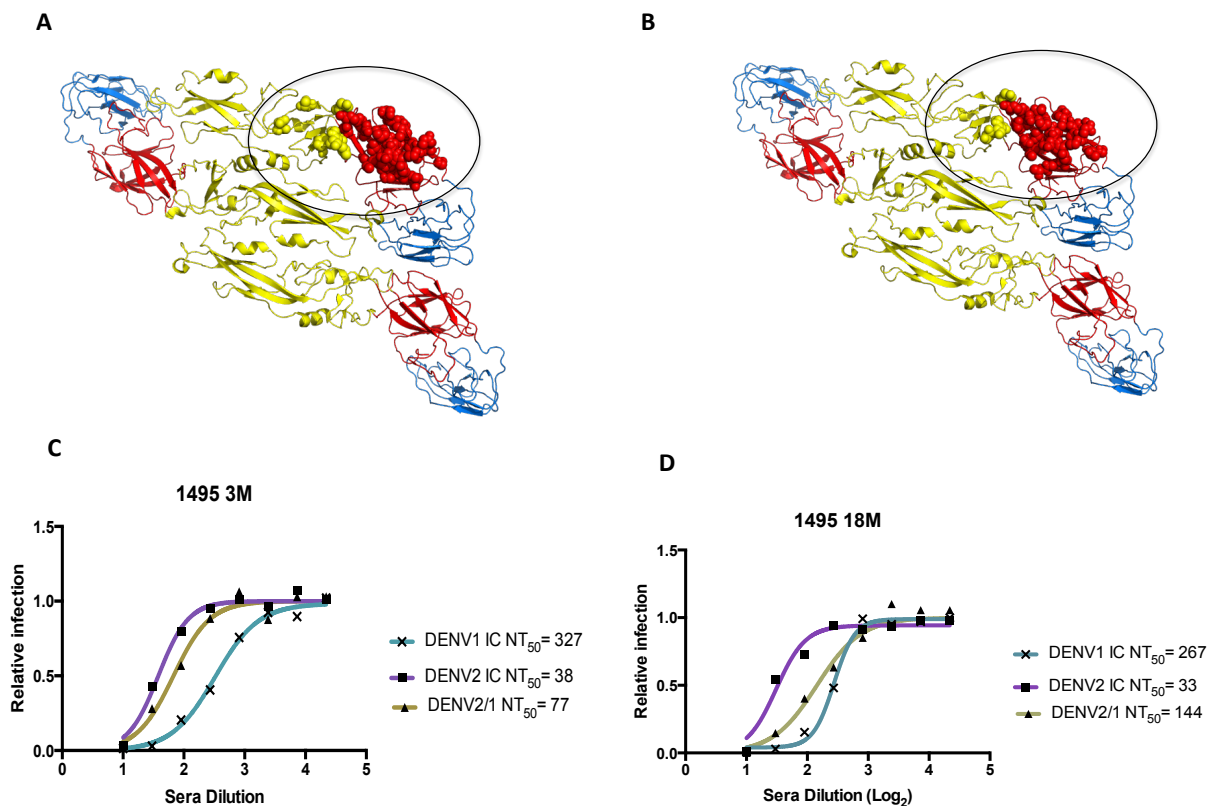 A
B
C
1495 3M
Relative infection
1.5
1.0
0.5
0.0
0 1 2 3 4 5
Sera Dilution
DENV1 IC NT50= 327
DENV2 IC NT50= 38
DENV2/1 NT50= 77
D
1495 18M
Relative infection
1.5
1.0
0.5
0.0
0 1 2 3 4 5
Sera Dilution (Log2)
DENV1 IC NT50= 267
DENV2 IC NT50= 33
DENV2/1 NT50= 144